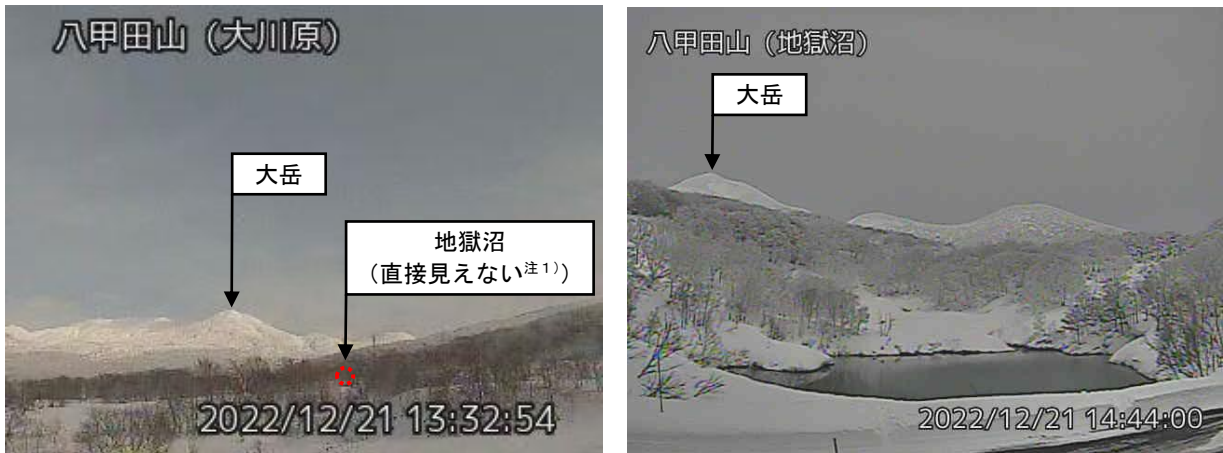 八甲田山（大川原）
大岳
地獄沼
（直接見えない注１））
2022/12/21 13:32:54
八甲田山（地獄沼）
大岳
2022/12/21 14:44:00